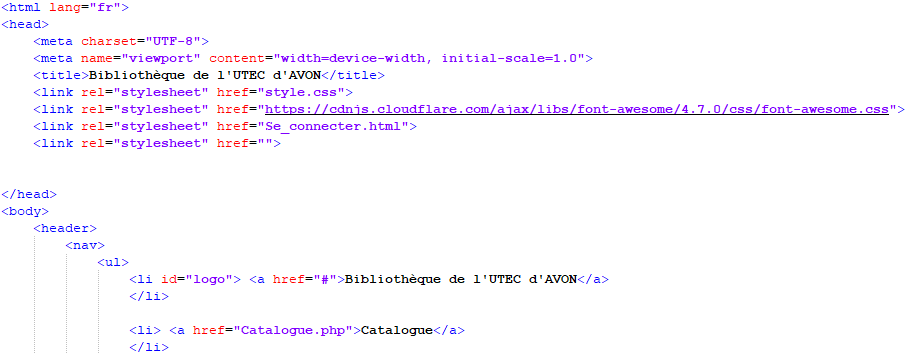 <html lang="fr">
<head>
<meta charset="UTF-8">
<meta name="viewport" content="width=device-width, initial-scale=1.0">
<title>Bibliothèque de l'UTEC d'AVON</title>
<link rel="stylesheet" href="style.css">
<link rel="stylesheet" href="https://cdnjs.cloudflare.com/ajax/libs/font-awesome/4.7.0/css/font-awesome.css">
<link rel="stylesheet" href="Se_connecter.html">
<link rel="stylesheet" href="">
</head>
<body>
<header>
<nav>
<ul>
<li id="logo"> <a href="#">Bibliothèque de l'UTEC d'AVON</a>
</li>
<li> <a href="Catalogue.php">Catalogue</a>
</li>